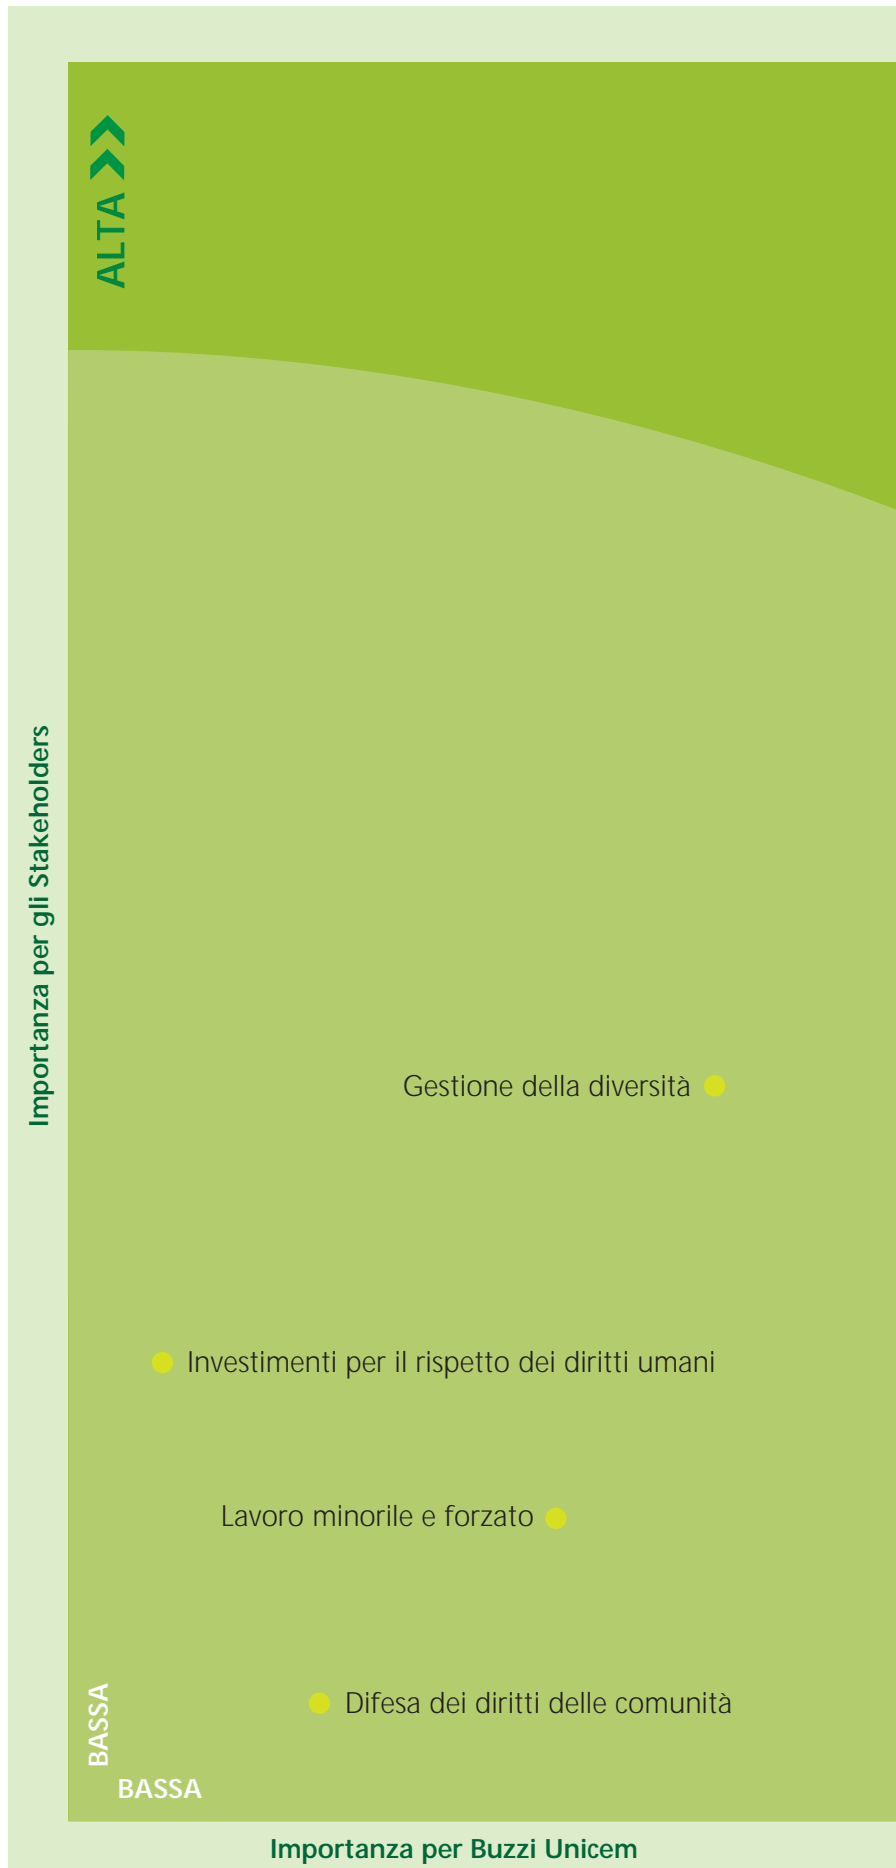 ALTA
Importanza per gli Stakeholders
Gestione della diversità
Investimenti per il rispetto dei diritti umani
Lavoro minorile e forzato
Difesa dei diritti delle comunità
BASSA
BASSA
Importanza per Buzzi Unicem